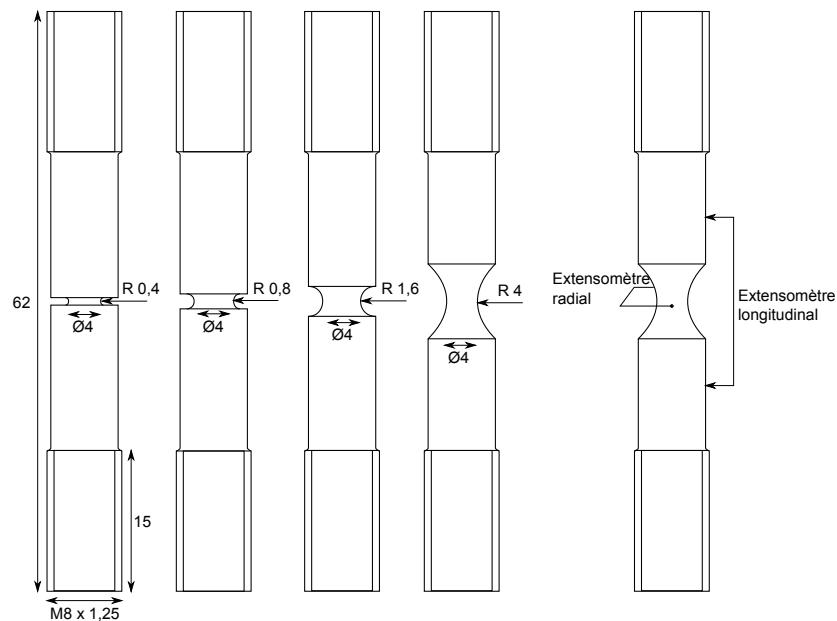 R 0,4
R 0,8
R 1,6
R 4
62
Ø4
Ø4
Ø4
Ø4
15
M8 x 1,25
Extensomètre
radial
Extensomètre
longitudinal